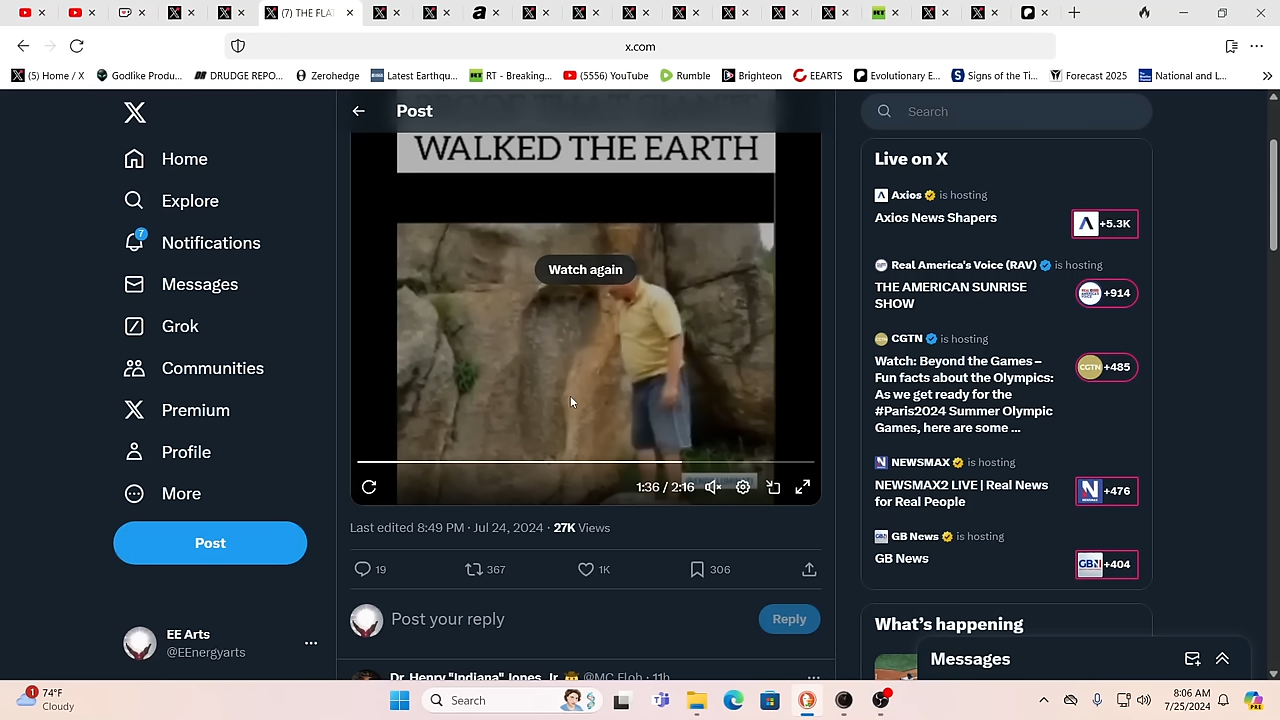 (7) THE FLA
x.com
(5) Home / X
Godlike Produ...
DRUDGE REPO...
Zerohedge
Latest Earthqu...
RT - Breaking...
(5556) YouTube
Rumble
Brighteon
EEARTS
Evolutionary E...
Signs of the Ti...
Forecast 2025
National and L...
Home
Explore
7
Notifications
Messages
Grok
Communities
Premium
Profile
More
Post
EE Arts
@EEnergyarts
Post
WALKED THE EARTH
Watch again
1:36 / 2:16
Last edited 8:49 PM · Jul 24, 2024 · 27K Views
19
367
1K
306
Post your reply
Reply
Dr. Henry "Indiana" Jones, Jr. @MC_Floh · 11h
Search
Live on X
Axios is hosting
Axios News Shapers
+5.3K
Real America's Voice (RAV) is hosting
THE AMERICAN SUNRISE
SHOW
+914
CGTN is hosting
Watch: Beyond the Games –
Fun facts about the Olympics:
As we get ready for the
#Paris2024 Summer Olympic
Games, here are some ...
CGTN +485
NEWSMAX is hosting
NEWSMAX2 LIVE | Real News
for Real People
+476
GB News is hosting
GB News
GBN +404
What's happening
Messages
1
74°F
Cloudy
Search
8:06 AM
7/25/2024